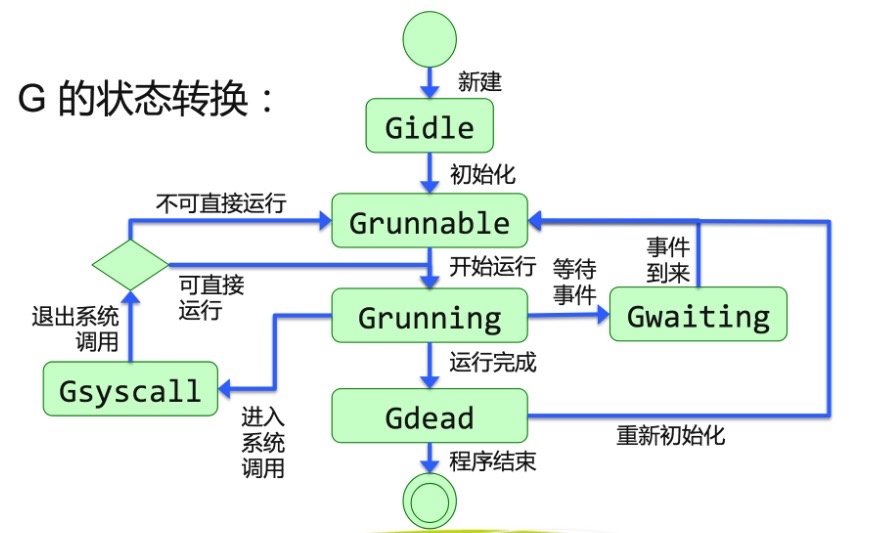 G 的状态转换：
新建
Gidle
初始化
不可直接运行
Grunnable
开始运行
可直接
运行
等待
事件
事件
到来
退出系统
调用
Grunning
Gwaiting
运行完成
Gsyscall
进入
系统
调用
Gdead
重新初始化
程序结束